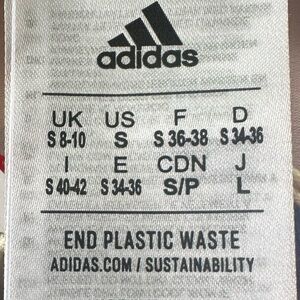 adidas
UK US F D
S 8-10 S S 36-38 S 34-36
I E CDN J
S 40-42 S 34-36 S/P L
END PLASTIC WASTE
ADIDAS.COM / SUSTAINABILITY